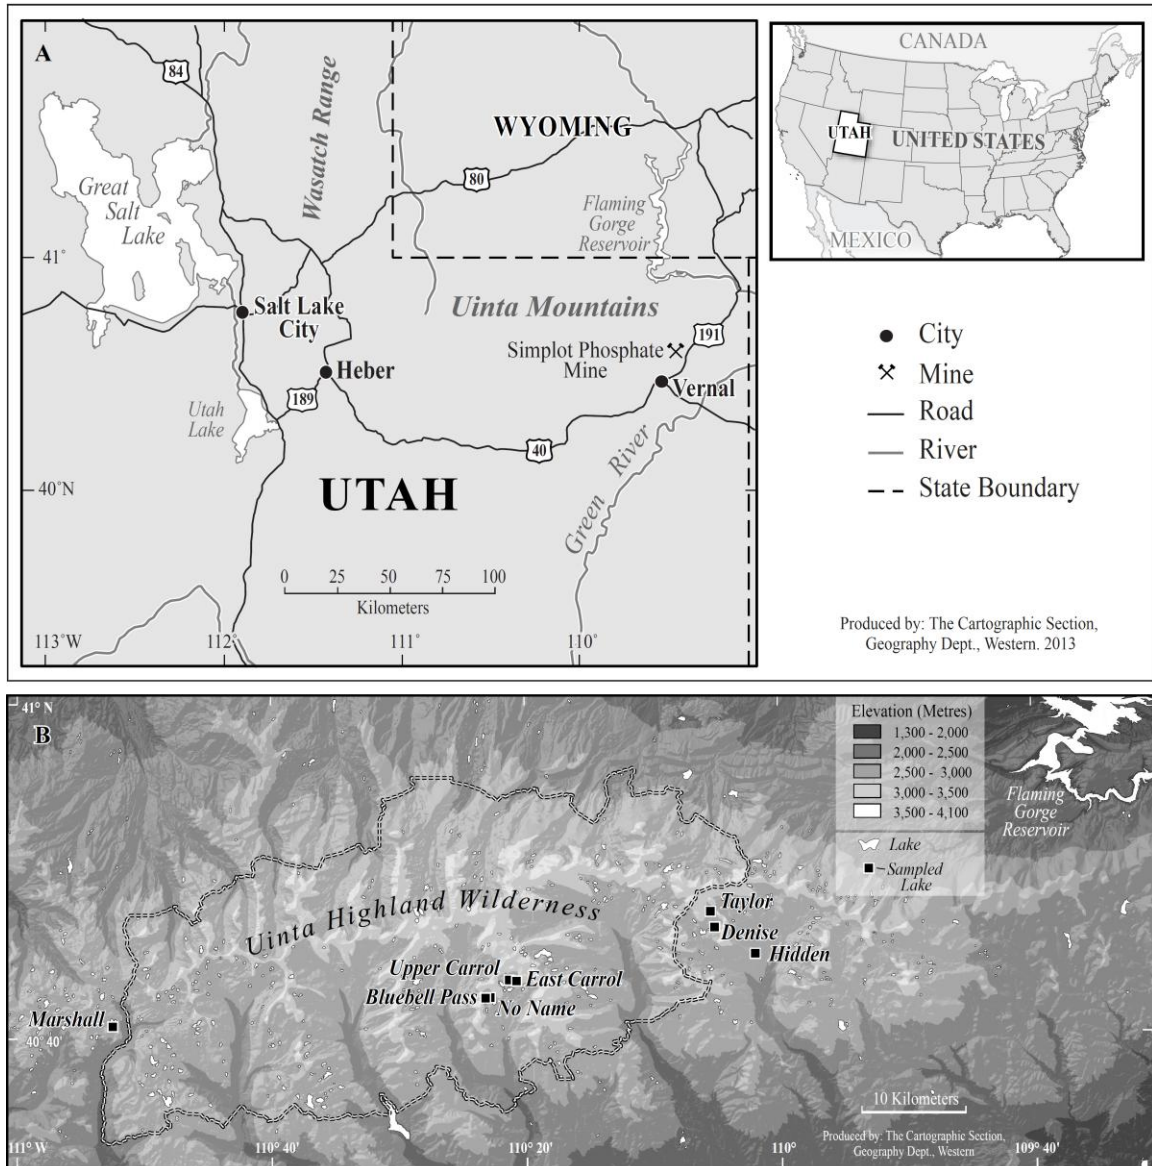 A
84
Wasatch Range
WYOMING
80
Great
Salt
Lake
Flaming
Gorge
Reservoir
41°
Salt Lake
City
Uinta Mountains
191
Simplot Phosphate
Mine
Heber
Vernal
189
Utah
Lake
40
Green River
40°N
UTAH
0 25 50 75 100
Kilometers
113°W 112° 111° 110°
CANADA
UTAH
UNITED STATES
MEXICO
City
Mine
Road
River
State Boundary
Produced by: The Cartographic Section,
Geography Dept., Western. 2013
41° N
B
Elevation (Metres)
1,300 - 2,000
2,000 - 2,500
2,500 - 3,000
3,000 - 3,500
3,500 - 4,100
Lake
Sampled
Lake
Flaming
Gorge
Reservoir
Uinta Highland Wilderness
Taylor
Denise
Hidden
Upper Carrol
East Carrol
Bluebell Pass
No Name
Marshall
40° 40'
10 Kilometers
Produced by: The Cartographic Section,
Geography Dept., Western
111° W 110° 40' 110° 20' 110° 109° 40'